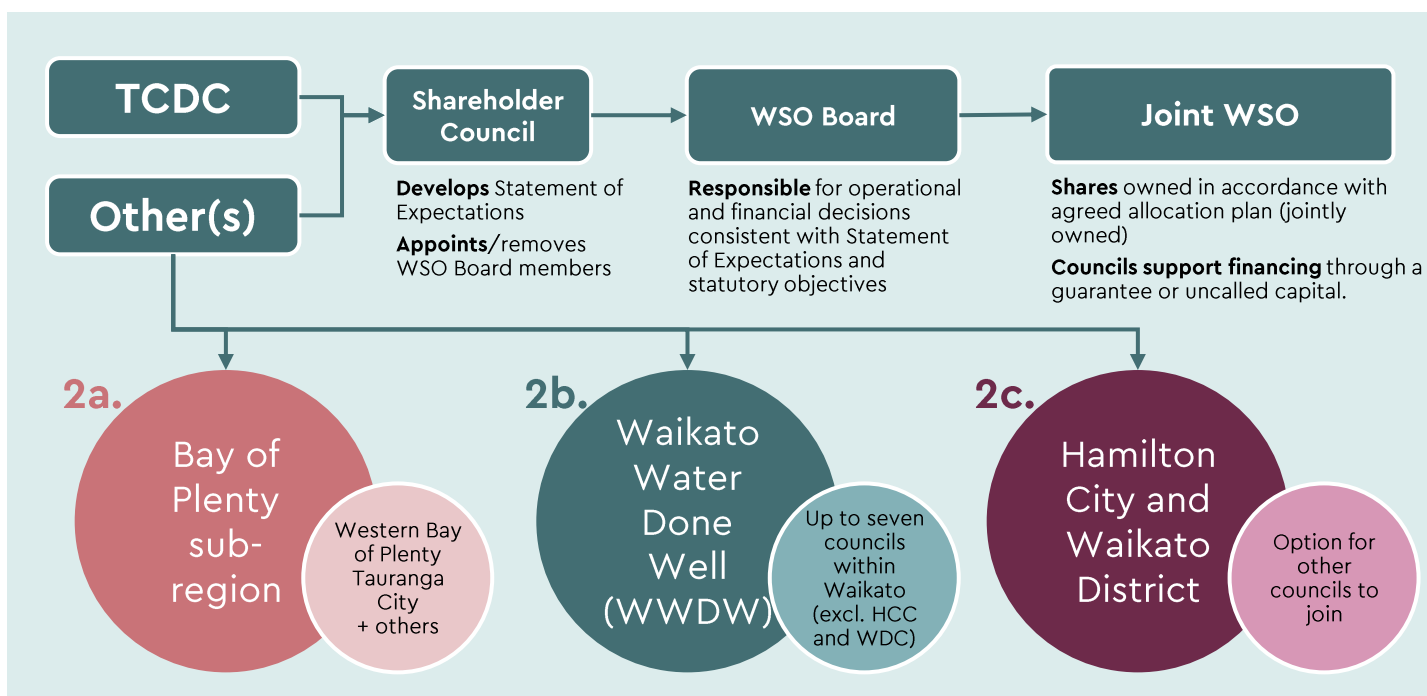 TCDC
Other(s)
Shareholder
Council
Develops Statement of
Expectations
Appoints/removes
WSO Board members
WSO Board
Responsible for operational
and financial decisions
consistent with Statement
of Expectations and
statutory objectives
Joint WSO
Shares owned in accordance with
agreed allocation plan (jointly
owned)
Councils support financing through a
guarantee or uncalled capital.
2a.
Bay of
Plenty
sub-
region
Western Bay
of Plenty
Tauranga
City
+ others
2b.
Waikato
Water
Done
Well
(WWDW)
Up to seven
councils
within
Waikato
(excl. HCC
and WDC)
2c.
Hamilton
City and
Waikato
District
Option for
other
councils to
join